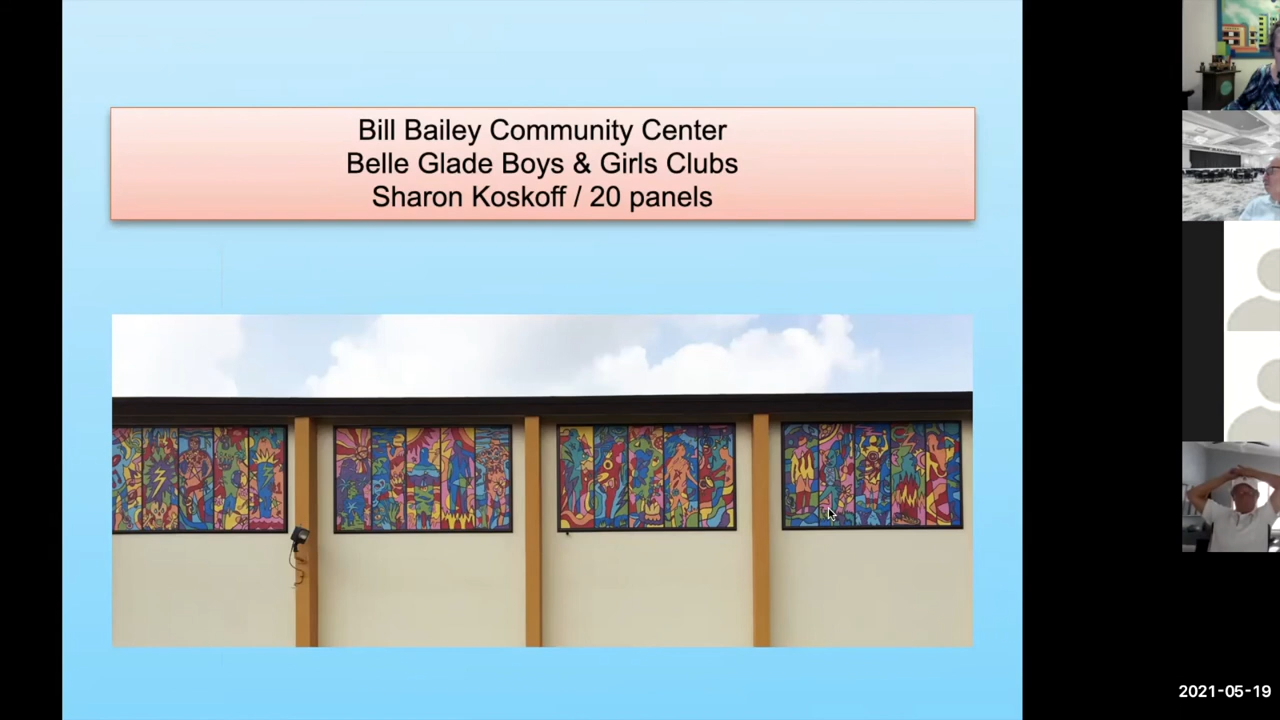 Bill Bailey Community Center
Belle Glade Boys & Girls Clubs
Sharon Koskoff / 20 panels
2021-05-19